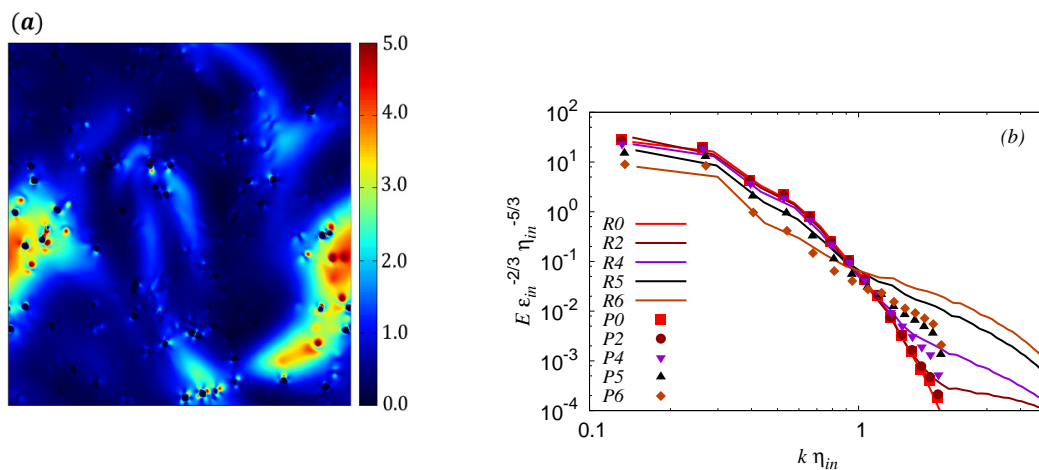 (a)
5.0
4.0
3.0
2.0
1.0
0.0
(b)
E ε_in^-2/3 η_in^-5/3
10^2
10^1
10^0
10^-1
10^-2
10^-3
10^-4
R0
R2
R4
R5
R6
P0
P2
P4
P5
P6
0.1
1
k η_in